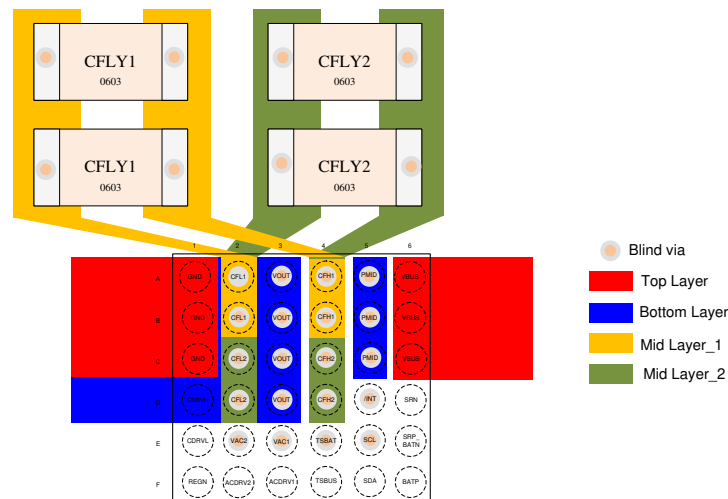 CFLY1
0603
CFLY2
0603
CFLY1
0603
CFLY2
0603
1 2 3 4 5 6
A GND CFL1 VOUT CFH1 PMID VBUS
B GND CFL1 VOUT CFH1 PMID VBUS
C GND CFL2 VOUT CFH2 PMID VBUS
CFL2 VOUT CFH2 /INT SRN
E CDRVL VAC2 VAC1 TSBAT SCL SRP_
BATN
F REGN ACDRV2 ACDRV1 TSBUS SDA BATP
Blind via
Top Layer
Bottom Layer
Mid Layer_1
Mid Layer_2